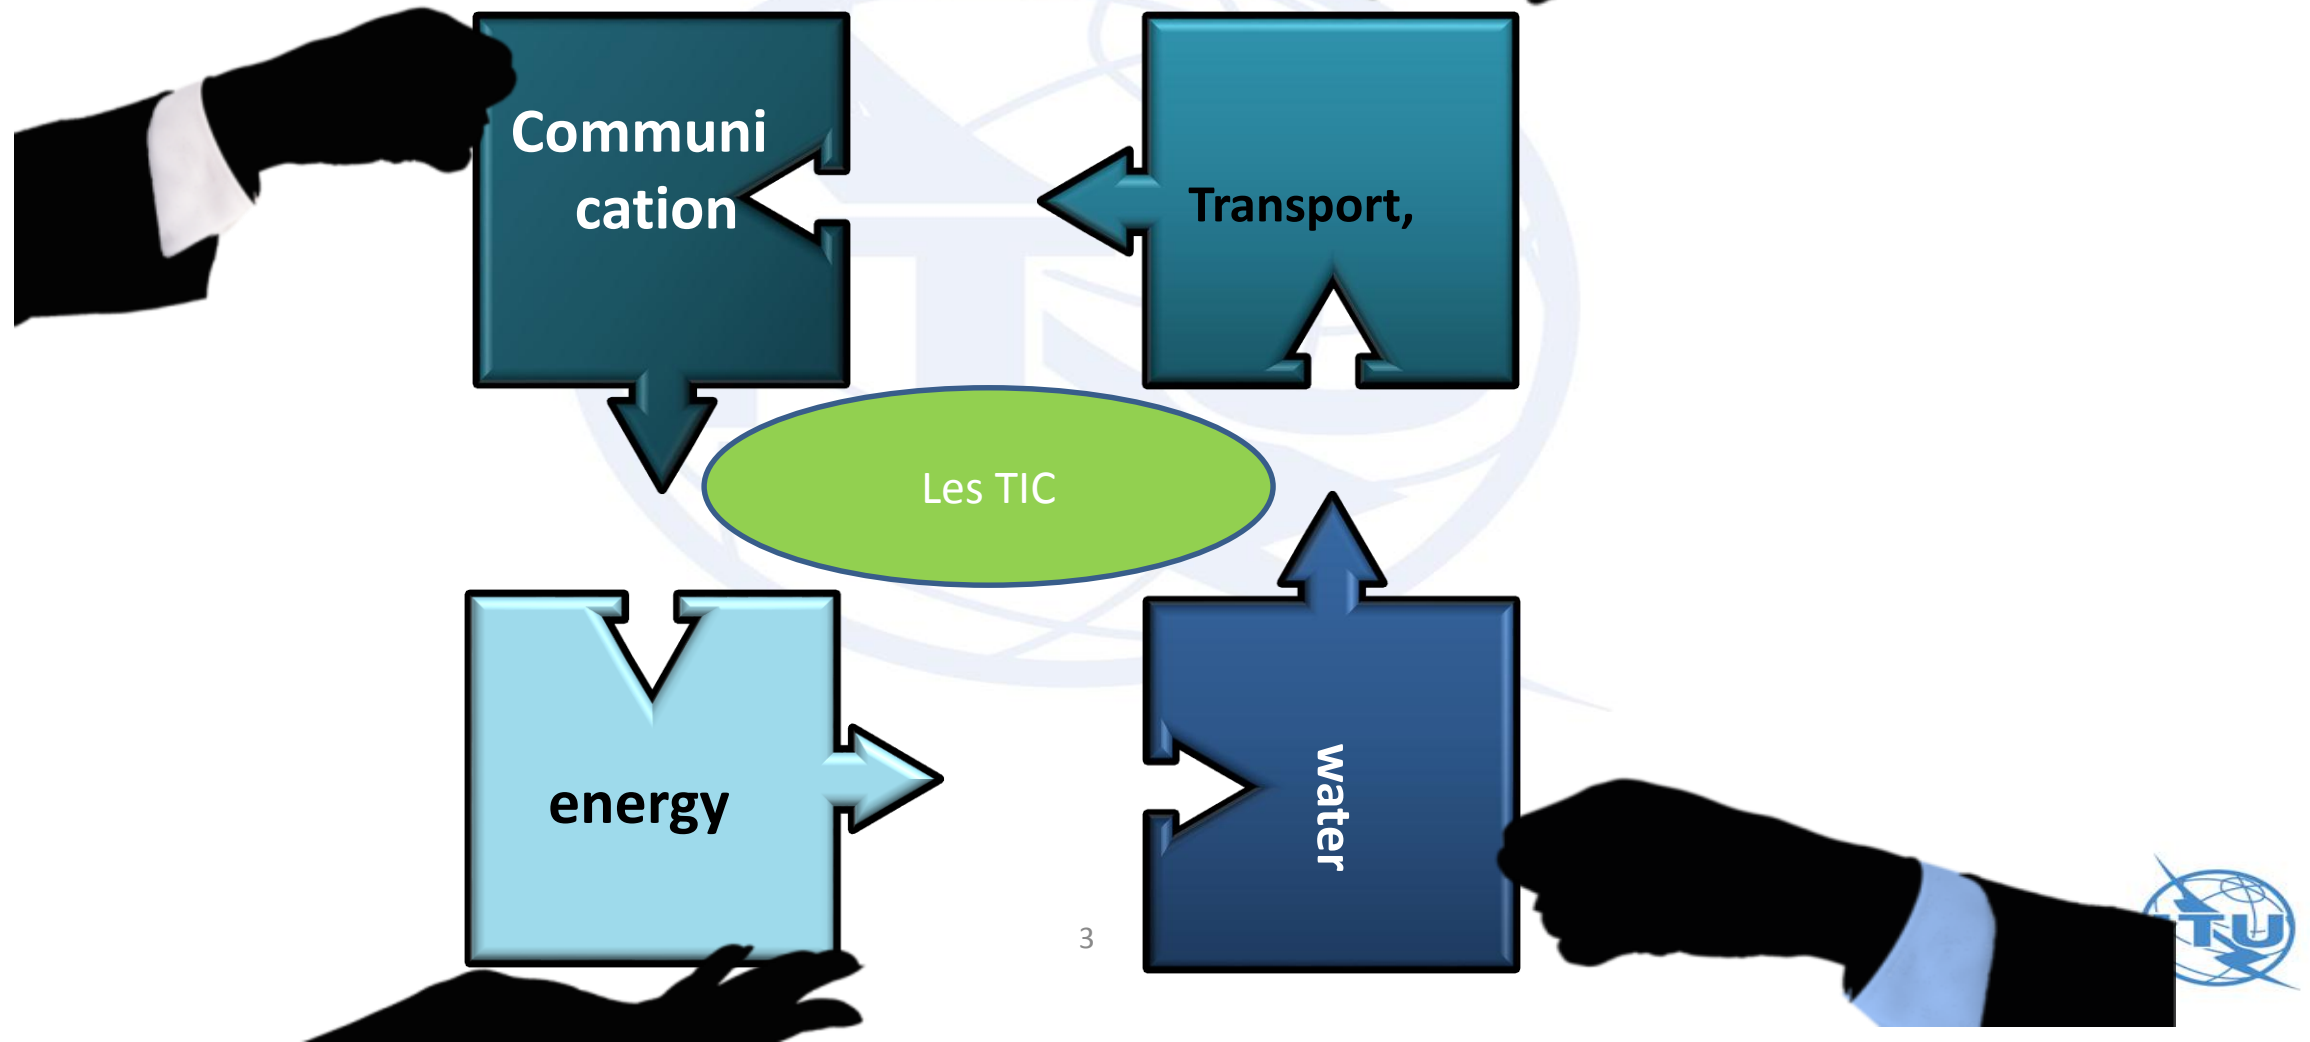 Communi
cation
Transport,
Les TIC
energy
water
3
ITU